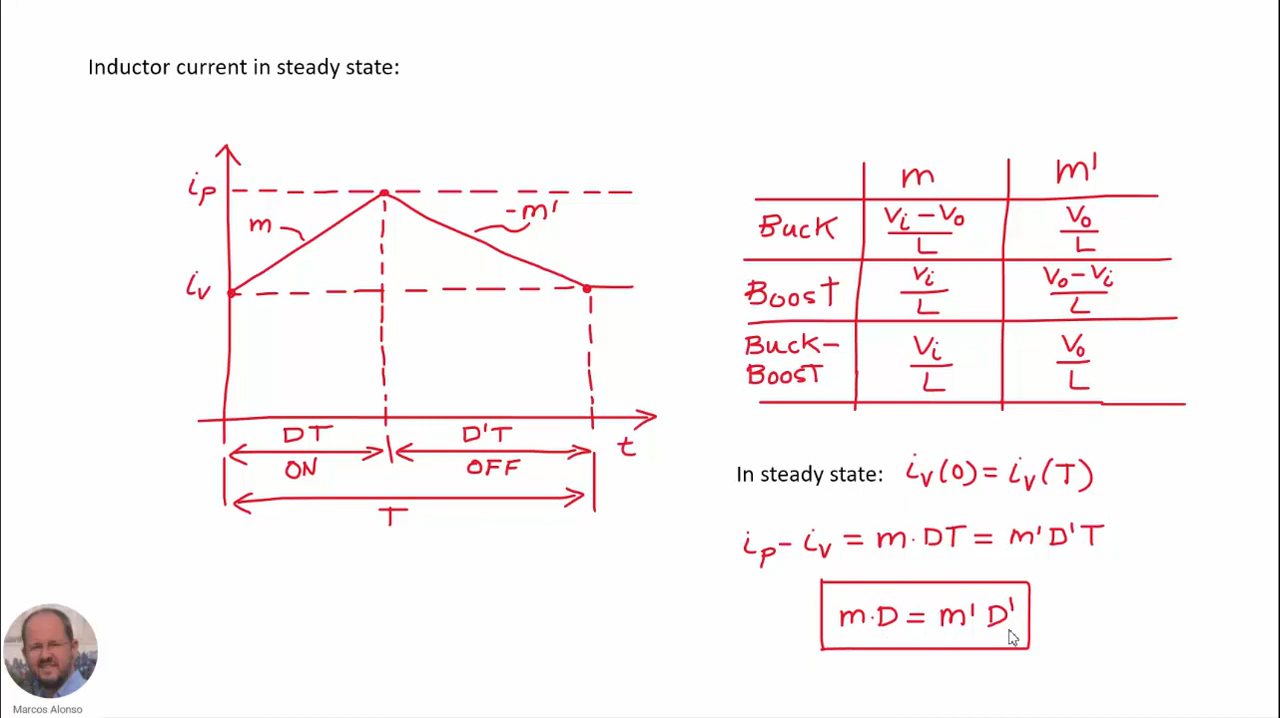 Inductor current in steady state:
ip
m
-m'
iv
DT
D'T
t
ON
OFF
T
m m'
Buck Vi-Vo/L Vo/L
Boost Vi/L Vo-Vi/L
Buck-
Boost Vi/L Vo/L
In steady state: iv(0) = iv(T)
ip - iv = m·DT = m'D'T
m·D = m' D'
Marcos Alonso